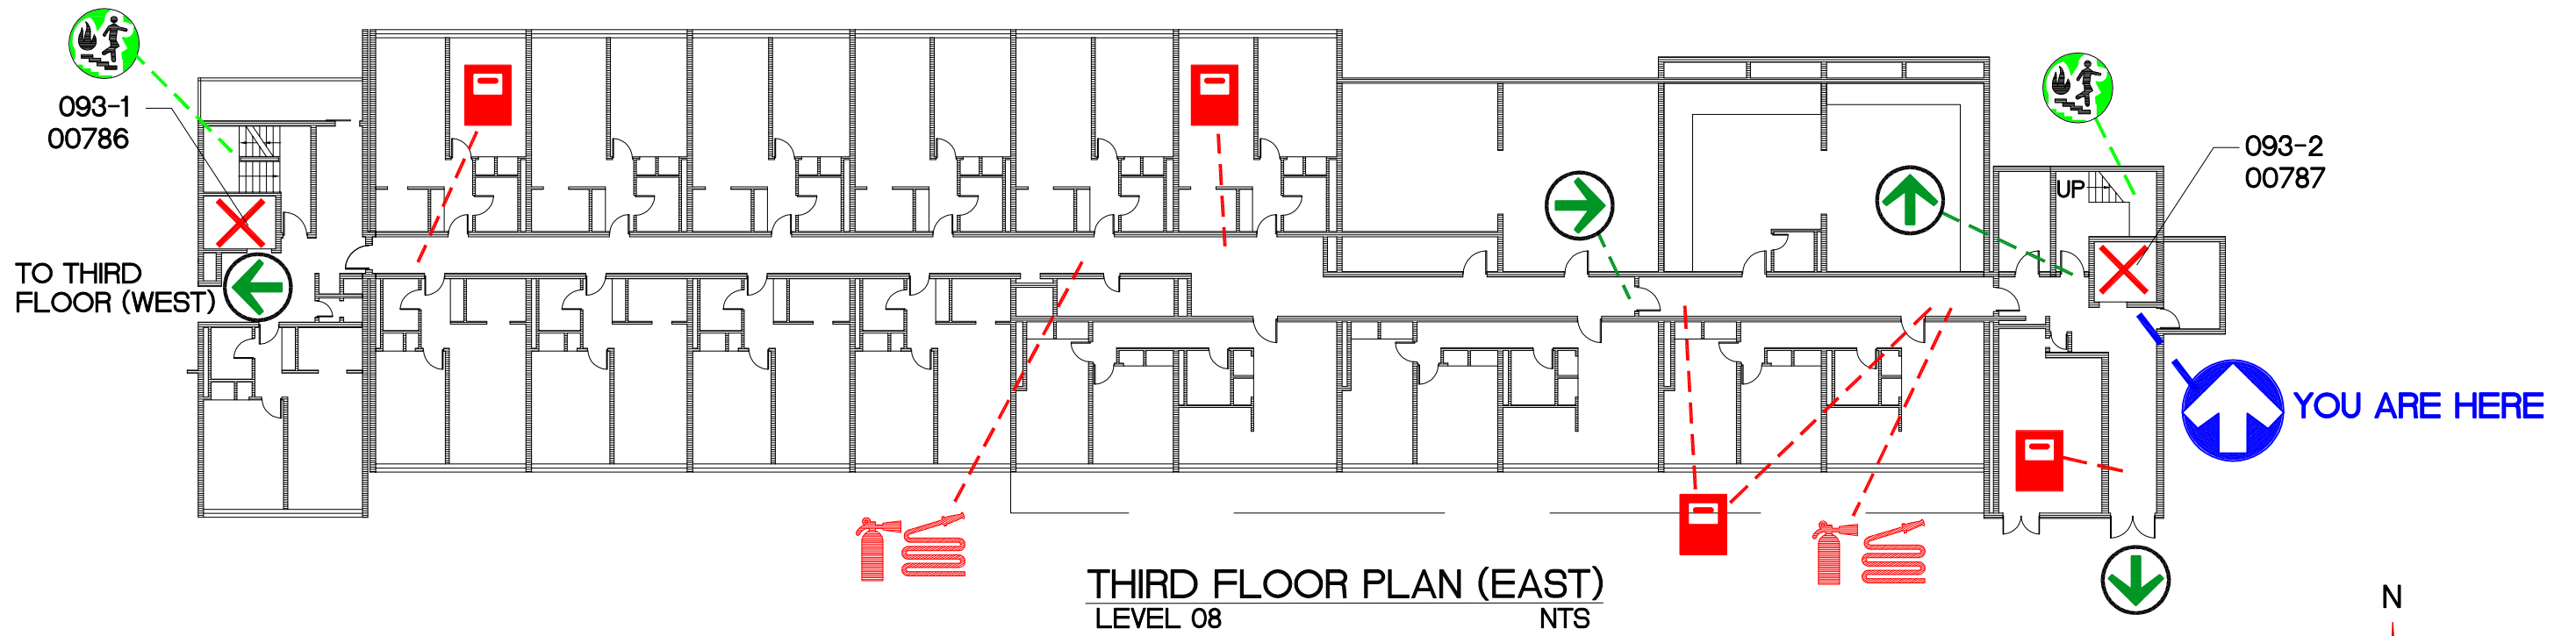 093-1
00786
TO THIRD
FLOOR (WEST)
UP
093-2
00787
YOU ARE HERE
THIRD FLOOR PLAN (EAST)
LEVEL 08 NTS
N